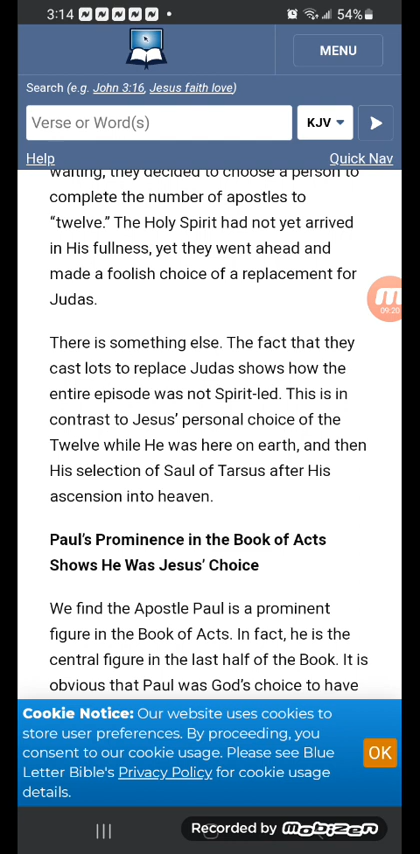 3:14
54%
MENU
Search (e.g. John 3:16, Jesus faith love)
Verse or Word(s)
KJV
Help
Quick Nav
waiting, they decided to choose a person to
complete the number of apostles to
“twelve.” The Holy Spirit had not yet arrived
in His fullness, yet they went ahead and
made a foolish choice of a replacement for
Judas.
09:20
There is something else. The fact that they
cast lots to replace Judas shows how the
entire episode was not Spirit-led. This is in
contrast to Jesus’ personal choice of the
Twelve while He was here on earth, and then
His selection of Saul of Tarsus after His
ascension into heaven.
Paul’s Prominence in the Book of Acts
Shows He Was Jesus’ Choice
We find the Apostle Paul is a prominent
figure in the Book of Acts. In fact, he is the
central figure in the last half of the Book. It is
obvious that Paul was God’s choice to have
Cookie Notice: Our website uses cookies to
store user preferences. By proceeding, you
consent to our cookie usage. Please see Blue
Letter Bible's Privacy Policy for cookie usage
details.
OK
Recorded by mobizen